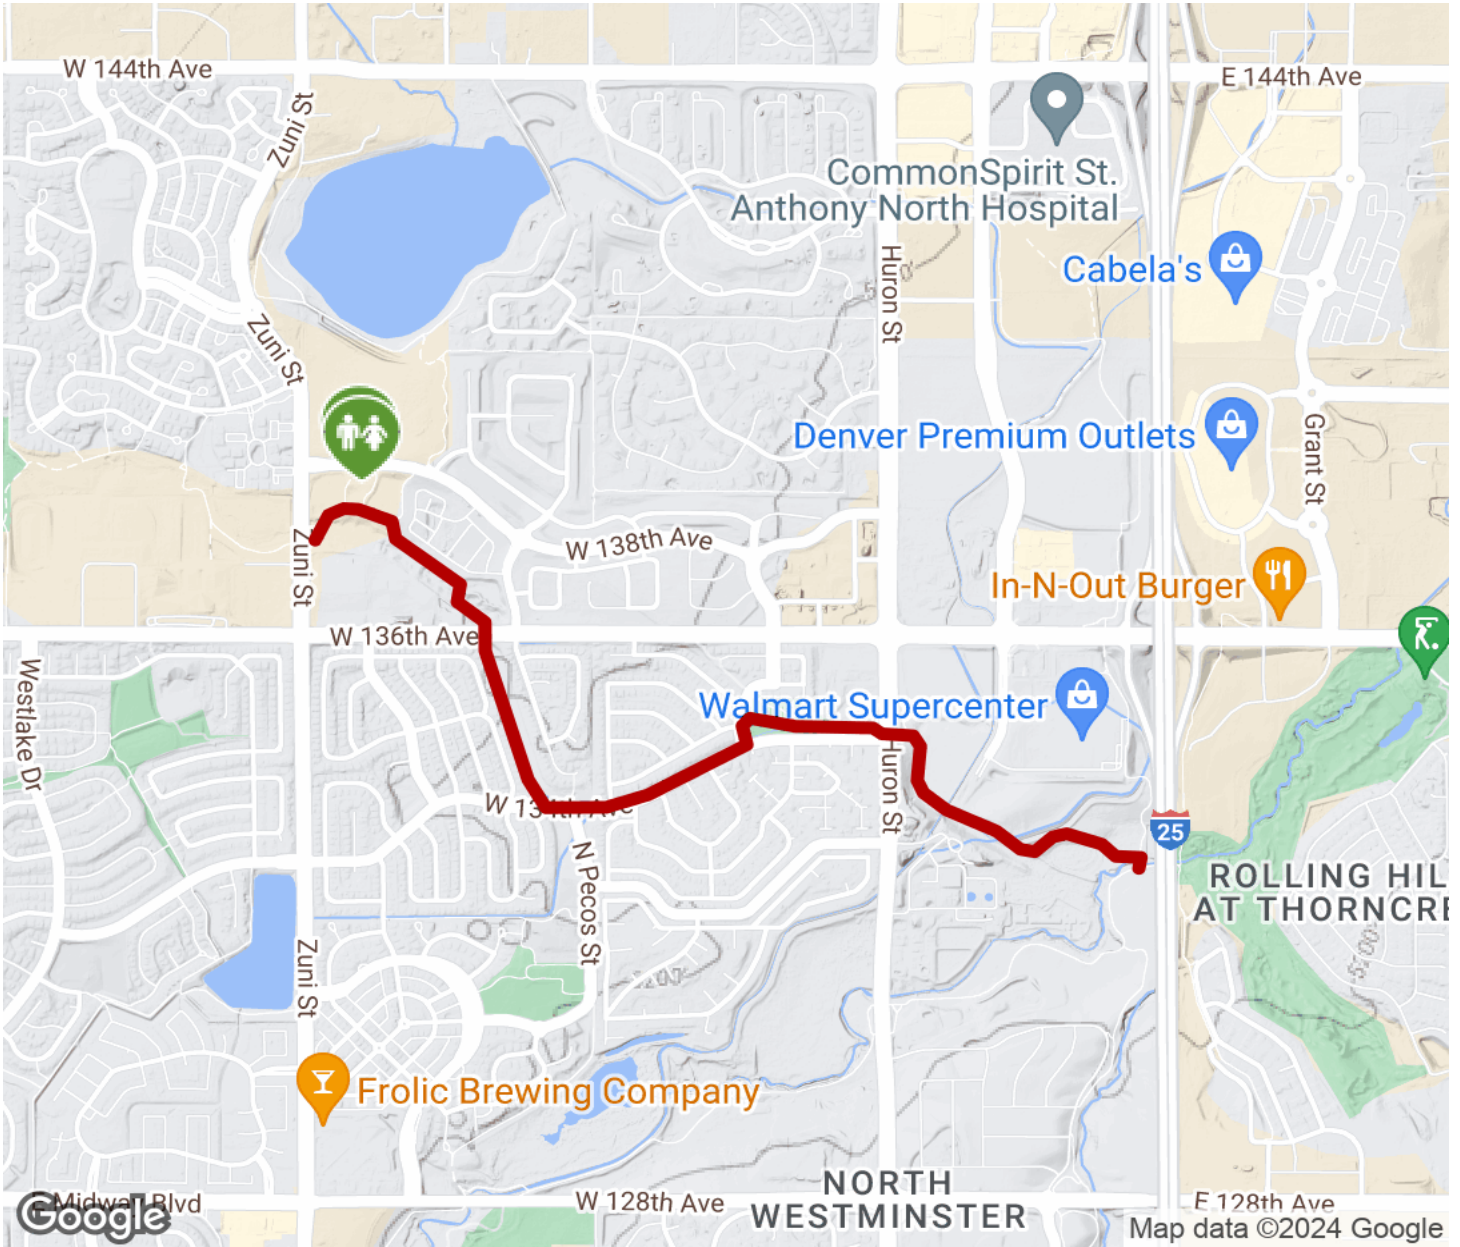 W 144th Ave
E 144th Ave
Zuni St
CommonSpirit St.
Anthony North Hospital
Huron St
Cabela's
Zuni St
Denver Premium Outlets
Grant St
Zuni St
W 138th Ave
In-N-Out Burger
W 136th Ave
Westlake Dr
Walmart Supercenter
Huron St
W 134th Ave
25
N Pecos St
ROLLING HIL
AT THORNCRE
Zuni St
Frolic Brewing Company
NORTH
WESTMINSTER
W 128th Ave
E 128th Ave
Google
Map data ©2024 Google